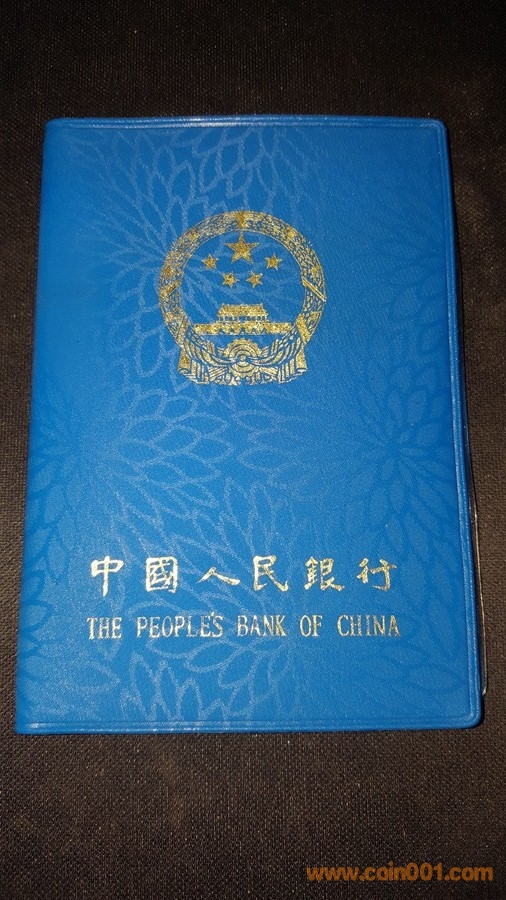 中國人民銀行
THE PEOPLE'S BANK OF CHINA
www.coin001.com